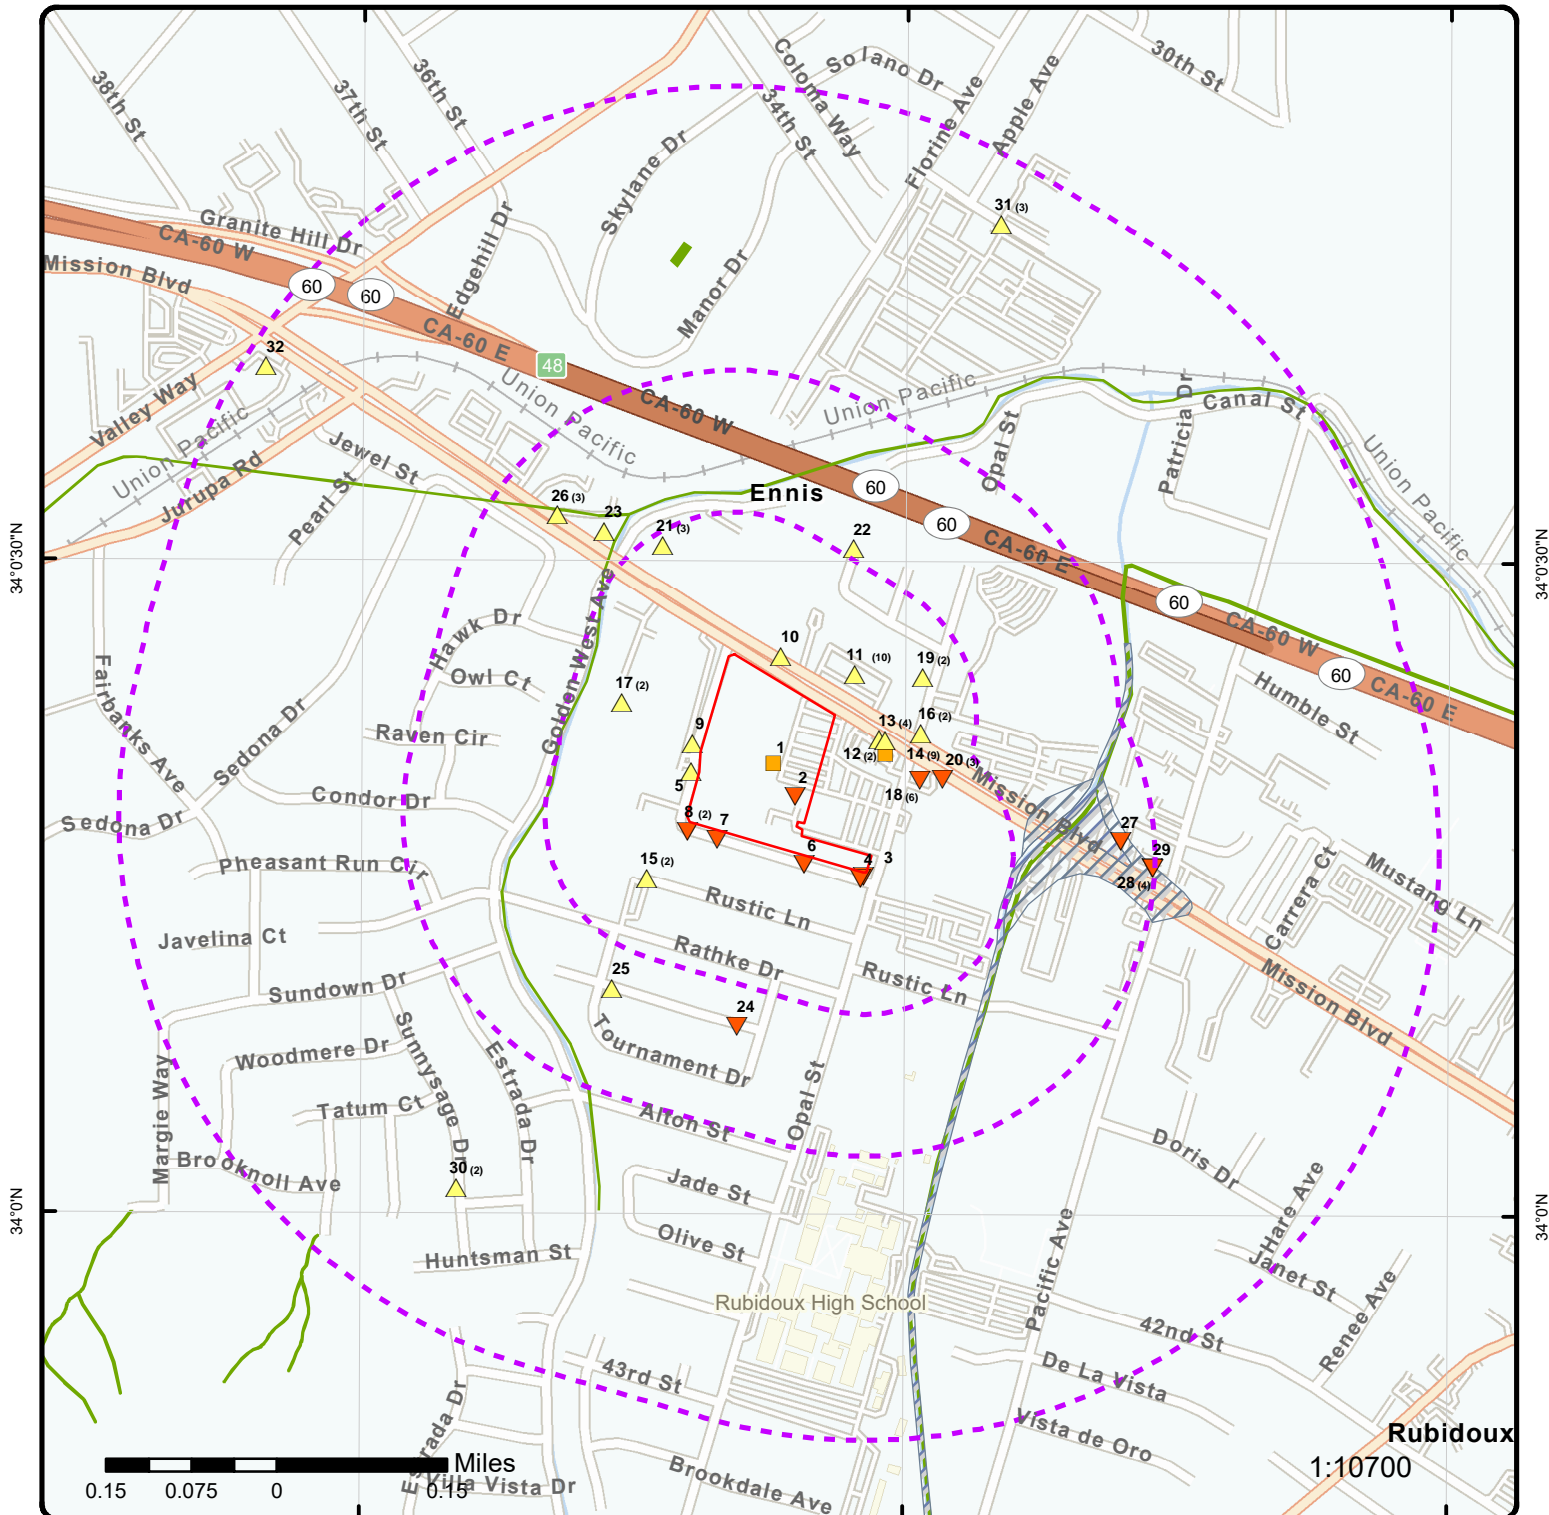 30th St
Solano Dr
Coloma Way
34th St
36th St
37th St
38th St
Florine Ave
Apple Ave
Skylane Dr
31 (3)
Granite Hill Dr
CA-60 W
Edgehill Dr
Manor Dr
Mission Blvd
60
60
CA-60 E
32
48
Union Pacific
CA-60 W
Union Pacific
Valley Way
Union Pacific
Patricia Dr
Canal St
Jewel St
Opal St
Union Pacific
Jurupa Rd
Pearl St
Ennis
60
26 (3)
23
21 (3)
22
60
CA-60 E
34°0'30"N
34°0'30"N
60
CA-60 W
Hawk Dr
Golden West Ave
10
11 (10)
19 (2)
60
CA-60 E
Owl Ct
17 (2)
Humble St
Fairbanks Ave
Sedona Dr
Raven Cir
9
1
13 (4)
16 (2)
12 (2)
14 (9)
20 (3)
5
2
18 (6)
Mission Blvd
Condor Dr
Sedona Dr
8 (2)
7
27
6
4
3
29
28 (4)
Pheasant Run Cir
15 (2)
Carrera Ct
Mustang Ln
Rustic Ln
Javelina Ct
Rathke Dr
Rustic Ln
Sundown Dr
25
Mission Blvd
24
Tournament Dr
Woodmere Dr
Sunnysage Dr
Estrada Dr
Margie Way
Tatum Ct
Alton St
Opal St
Doris Dr
Brooknoll Ave
30 (2)
Jade St
Hare Ave
34°0'N
34°0'N
Olive St
Huntsman St
Janet St
Pacific Ave
Rubidoux High School
Renee Ave
42nd St
43rd St
De La Vista
Estrada Dr
Vista de Oro
Rubidoux
Miles
1:10700
Brookdale Ave
Villa Vista Dr
0.15 0.075 0 0.15